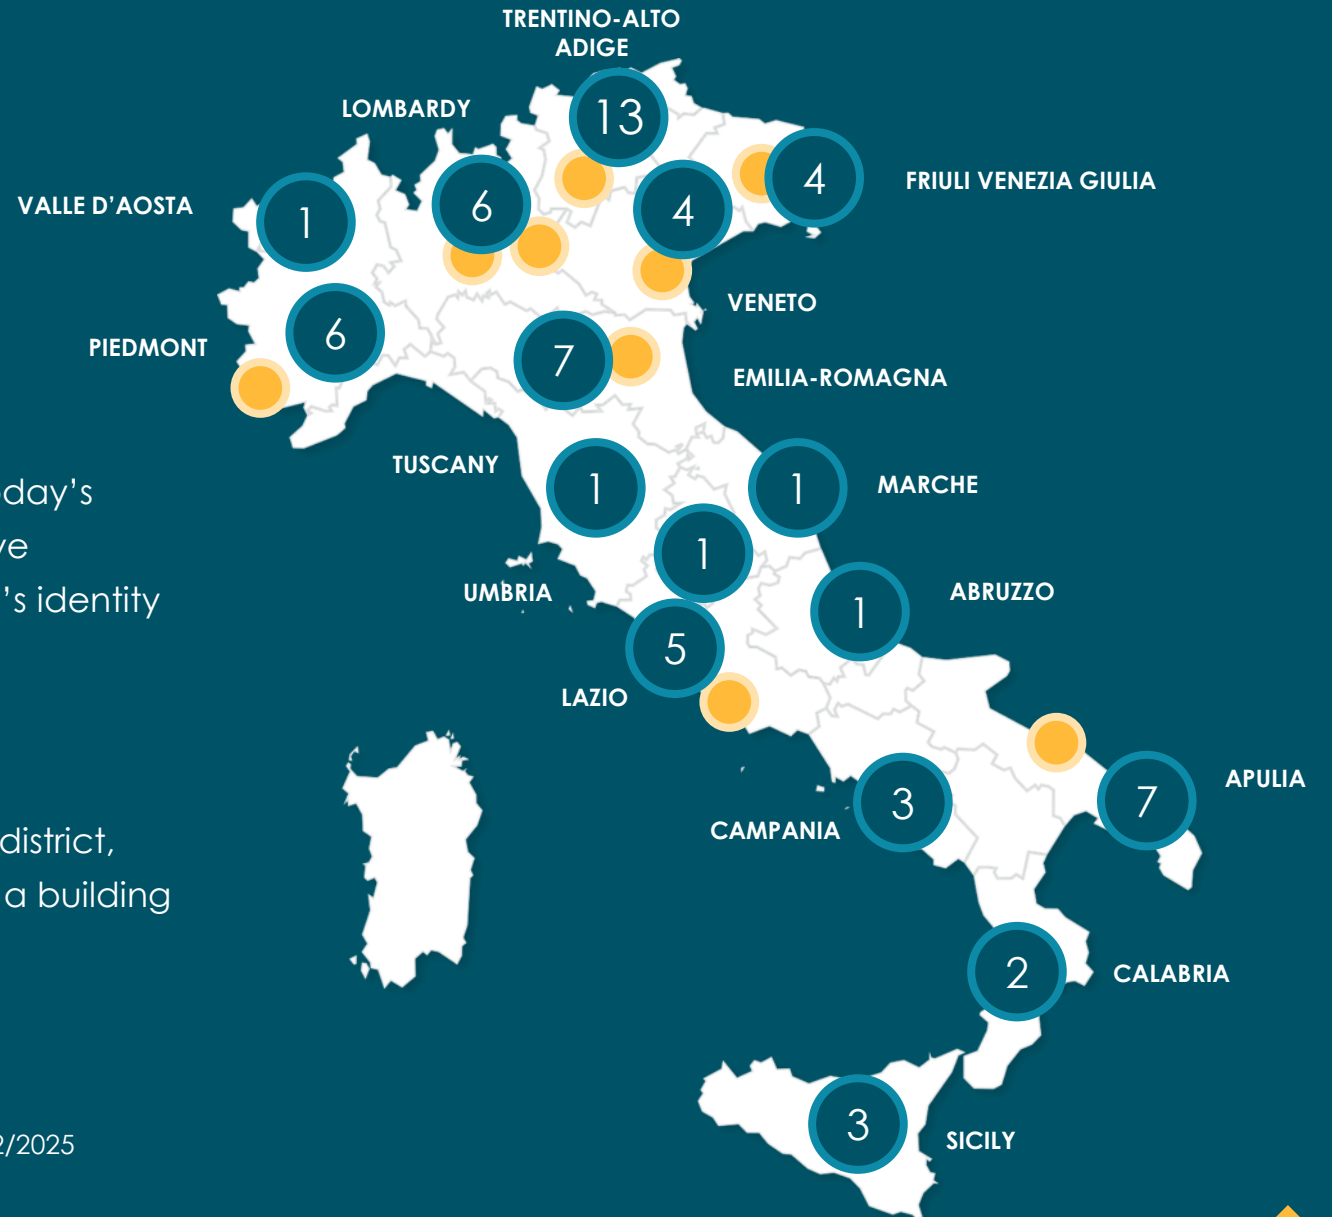 TRENTINO-ALTO
ADIGE
13
LOMBARDY
6
4
4
FRIULI VENEZIA GIULIA
VALLE D'AOSTA
1
VENETO
PIEDMONT
6
7
EMILIA-ROMAGNA
TUSCANY
1
1
MARCHE
day's
1
UMBRIA
1
ABRUZZO
's identity
5
LAZIO
7
APULIA
3
CAMPANIA
district,
a building
2
CALABRIA
3
SICILY
2/2025